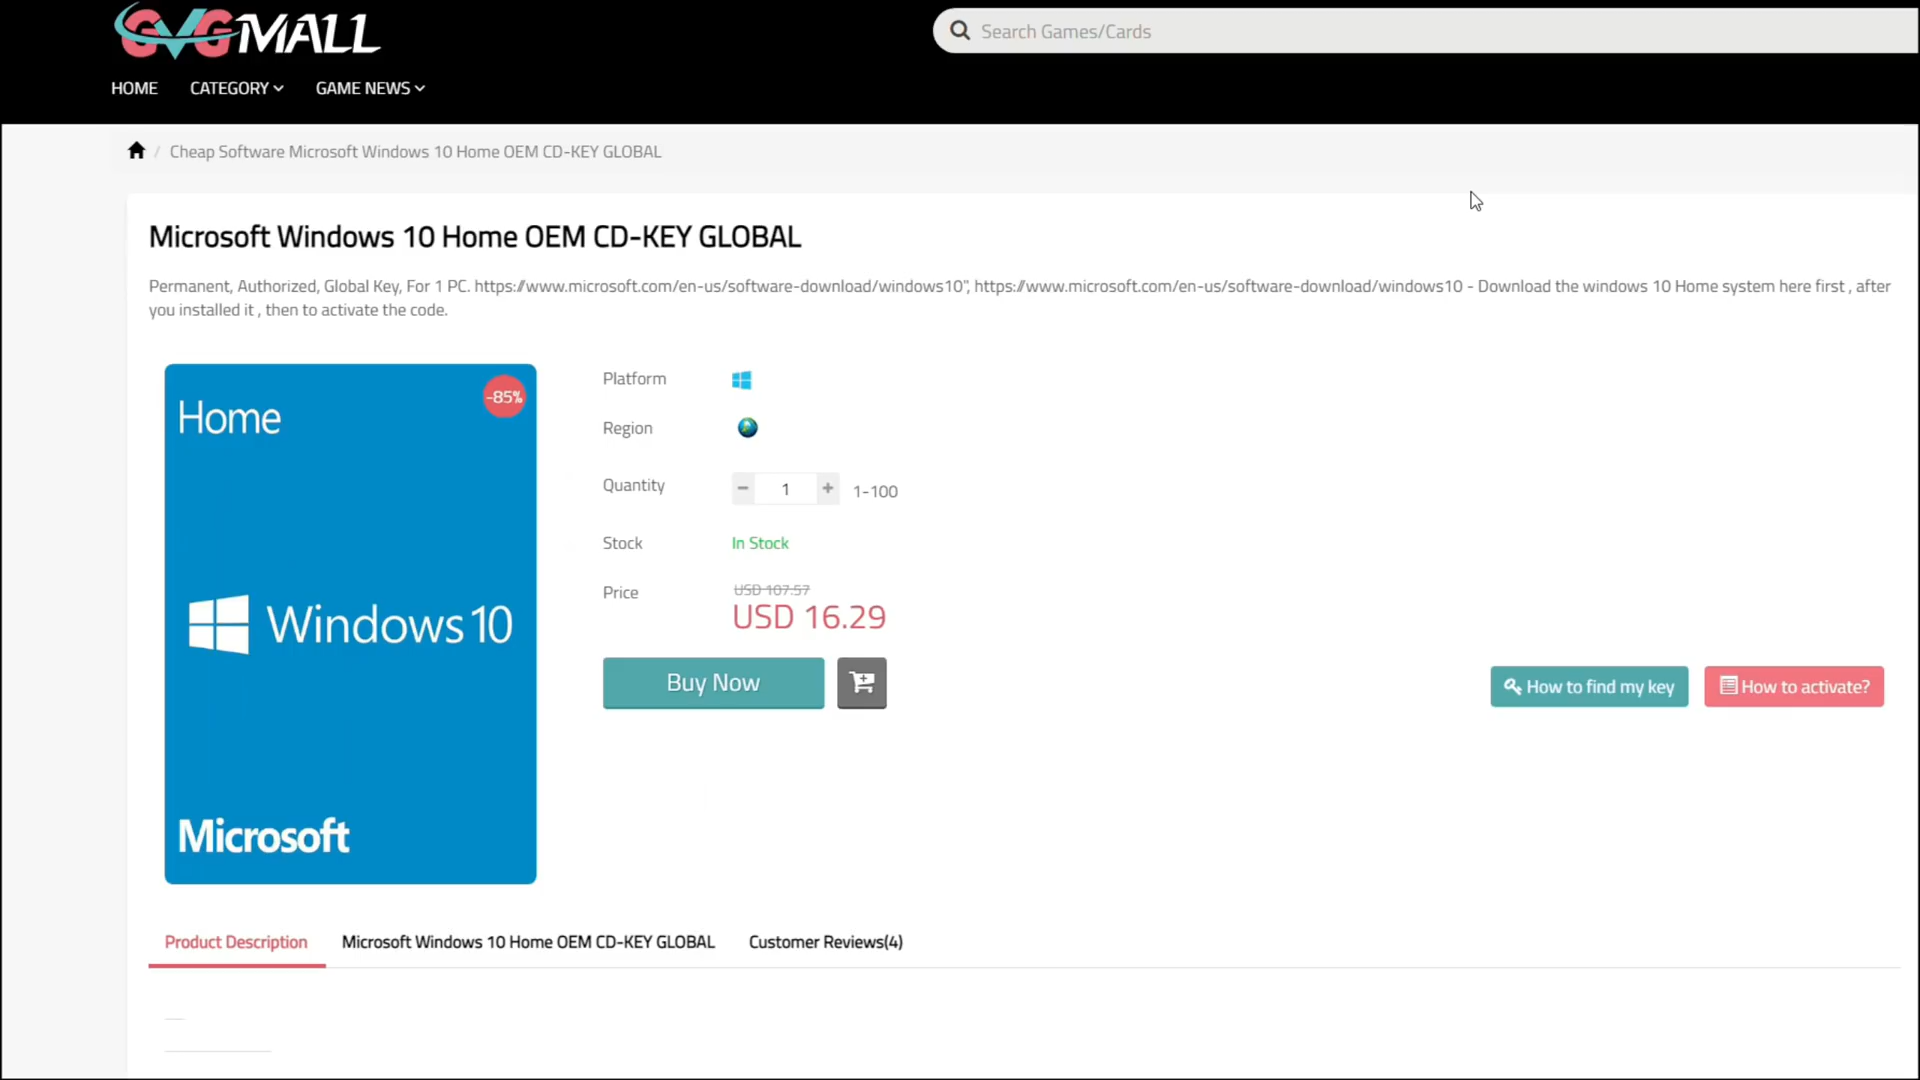 GVGMALL
Search Games/Cards
HOME CATEGORY GAME NEWS
/ Cheap Software Microsoft Windows 10 Home OEM CD-KEY GLOBAL
Microsoft Windows 10 Home OEM CD-KEY GLOBAL
Permanent, Authorized, Global Key, For 1 PC. https://www.microsoft.com/en-us/software-download/windows10", https://www.microsoft.com/en-us/software-download/windows10 - Download the windows 10 Home system here first , after
you installed it , then to activate the code.
Home
-85%
Windows 10
Microsoft
Platform
Region
Quantity - 1 + 1-100
Stock In Stock
Price USD 107.57
USD 16.29
Buy Now
How to find my key How to activate?
Product Description Microsoft Windows 10 Home OEM CD-KEY GLOBAL Customer Reviews(4)